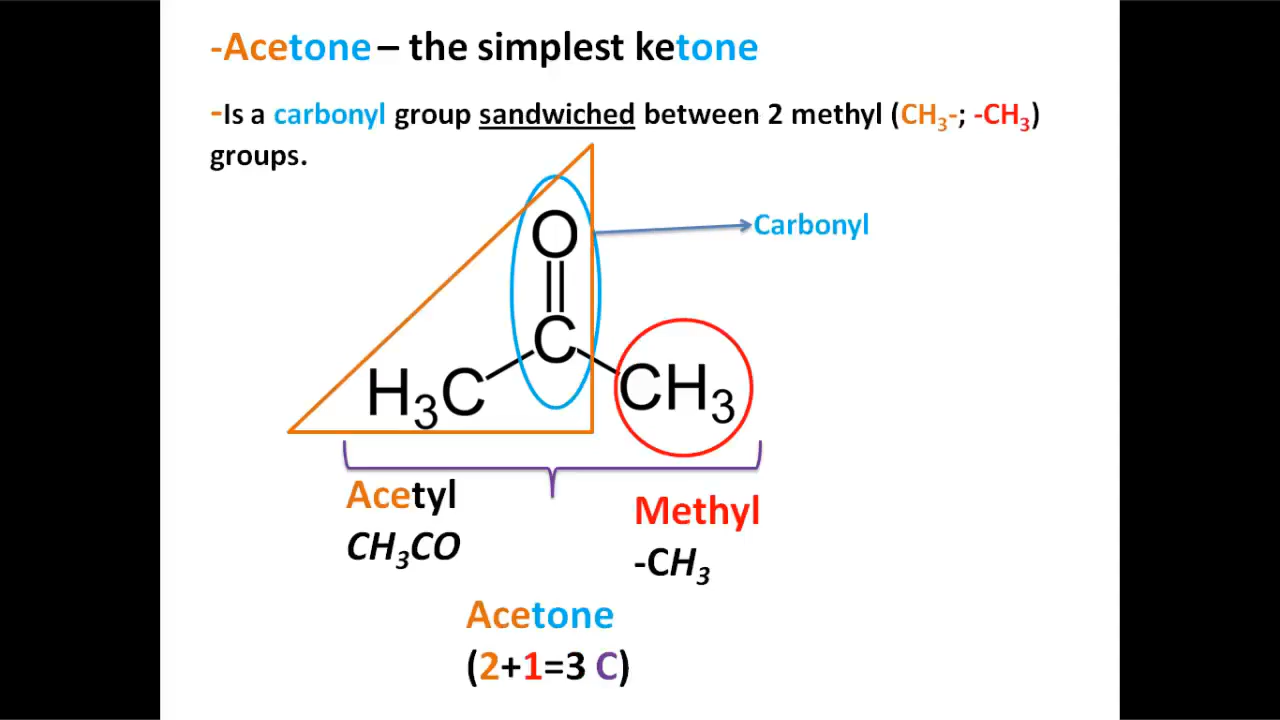 -Acetone – the simplest ketone
-Is a carbonyl group sandwiched between 2 methyl (CH₃-; -CH₃)
groups.
O
Carbonyl
C
H₃C
CH₃
Acetyl
CH₃CO
Methyl
-CH₃
Acetone
(2+1=3 C)